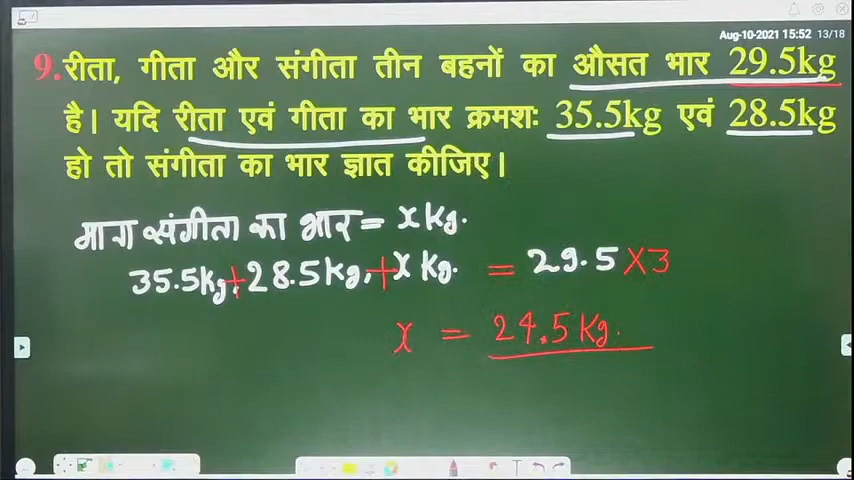 Aug-10-2021 15:52 13/18
9. रीता, गीता और संगीता तीन बहनों का औसत भार 29.5kg
है। यदि रीता एवं गीता का भार क्रमशः 35.5kg एवं 28.5kg
हो तो संगीता का भार ज्ञात कीजिए।
माना संगीता का भार = x kg.
35.5kg + 28.5kg + x kg. = 29.5 × 3
x = 24.5 kg.